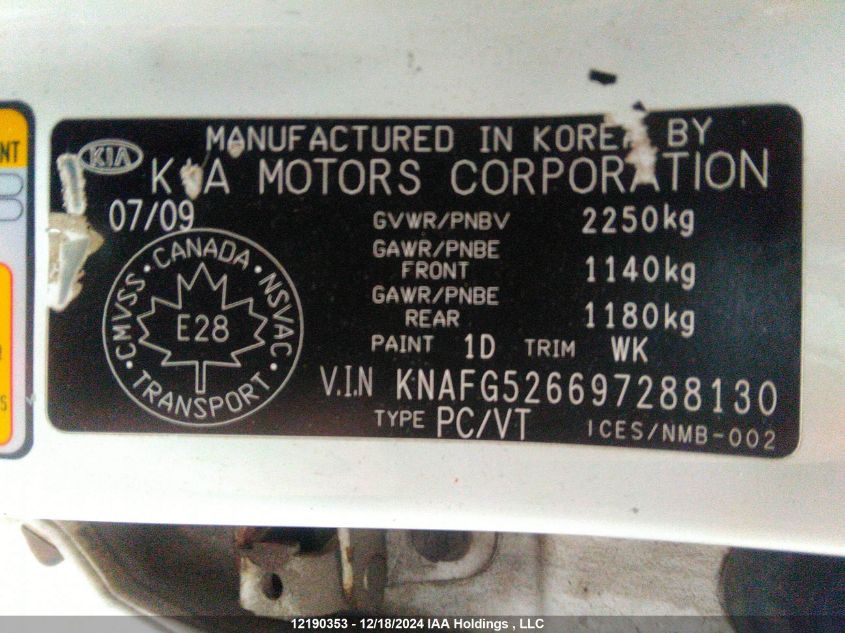 MANUFACTURED IN KOREA BY
KIA
KIA MOTORS CORPORATION
07/09
GVWR/PNBV 2250kg
GAWR/PNBE FRONT 1140kg
GAWR/PNBE REAR 1180kg
PAINT 1D TRIM WK
V.I.N KNAFG526697288130
TYPE PC/VT
ICES/NMB-002
CANADA · NSVAC · TRANSPORT · CMVSS ·
E28
NT
S
12190353 - 12/18/2024 IAA Holdings , LLC